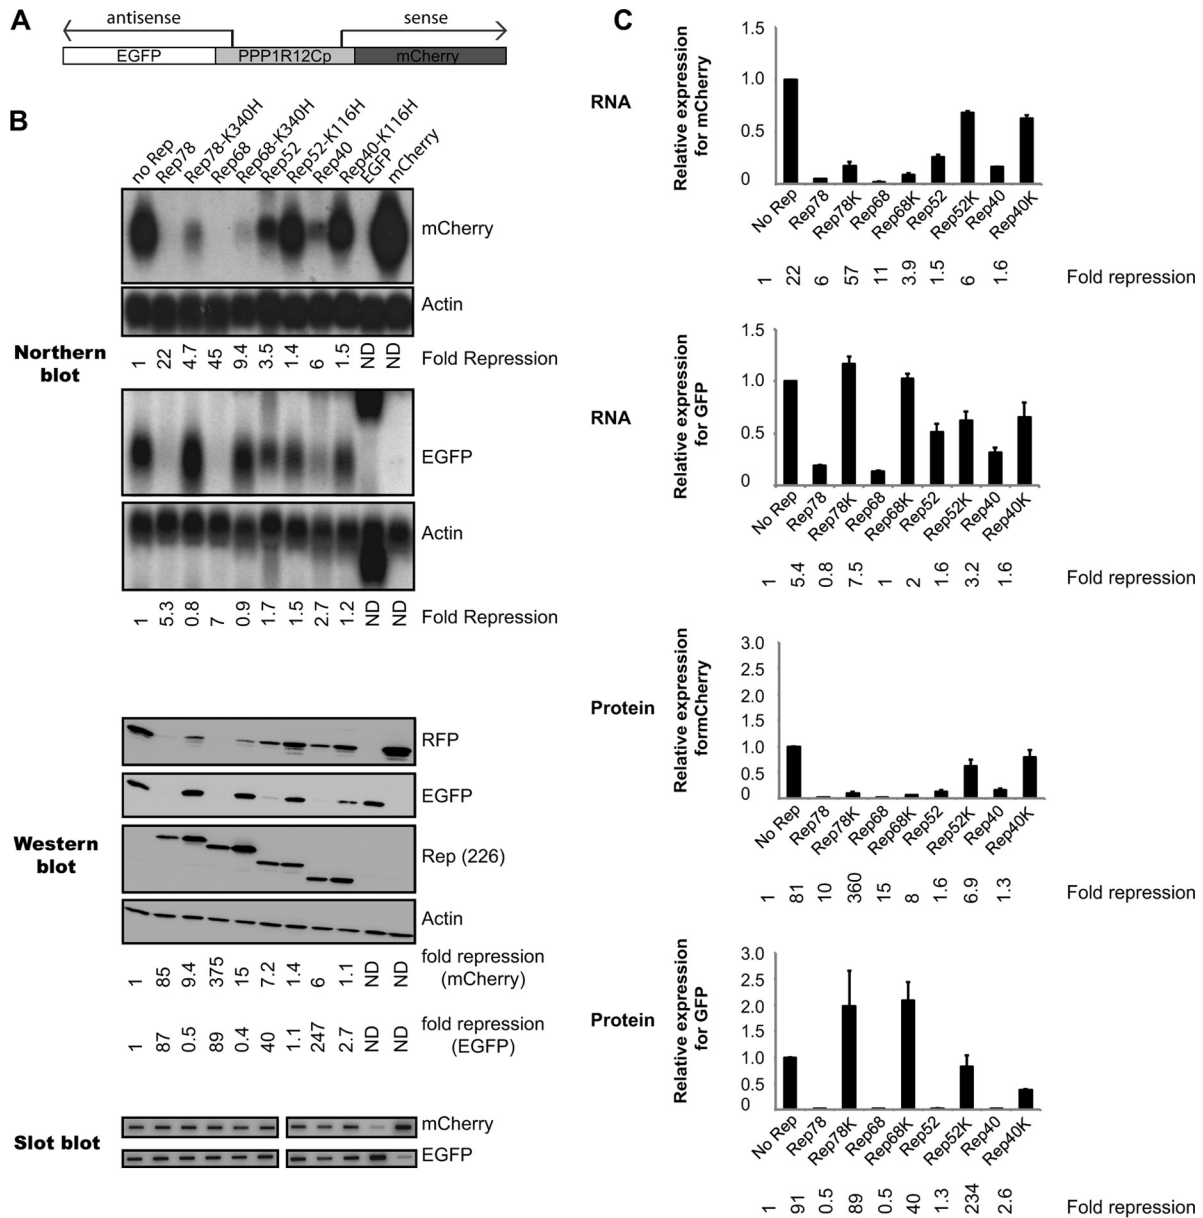 A
antisense
sense
EGFP
PPP1R12Cp
mCherry
B
no Rep
Rep78
Rep78-K340H
Rep68
Rep68-K340H
Rep52
Rep52-K116H
Rep40
Rep40-K116H
EGFP
mCherry
mCherry
Actin
Northern
blot
1 22 4.7 45 9.4 3.5 1.4 6 1.5 ND ND Fold Repression
EGFP
Actin
1 5.3 0.8 7 0.9 1.7 1.5 2.7 1.2 ND ND Fold Repression
RFP
EGFP
Western
blot
Rep (226)
Actin
1 85 9.4 375 15 7.2 1.4 6 1.1 ND ND fold repression
(mCherry)
1 87 0.5 89 0.4 40 1.1 247 2.7 ND ND fold repression
(EGFP)
Slot blot
mCherry
EGFP
C
RNA
Relative expression
for mCherry
1.5
1.0
0.5
0
No Rep
Rep78
Rep78K
Rep68
Rep68K
Rep52
Rep52K
Rep40
Rep40K
1 22 6 57 11 3.9 1.5 6 1.6 Fold repression
RNA
Relative expression
for GFP
1.5
1.0
0.5
0
No Rep
Rep78
Rep78K
Rep68
Rep68K
Rep52
Rep52K
Rep40
Rep40K
1 5.4 0.8 7.5 1 2 1.6 3.2 1.6 Fold repression
Protein
Relative expression
formCherry
3.0
2.5
2.0
1.5
1.0
0.5
0
No Rep
Rep78
Rep78K
Rep68
Rep68K
Rep52
Rep52K
Rep40
Rep40K
1 81 10 360 15 8 1.6 6.9 1.3 Fold repression
Protein
Relative expression
for GFP
3.0
2.5
2.0
1.5
1.0
0.5
0
No Rep
Rep78
Rep78K
Rep68
Rep68K
Rep52
Rep52K
Rep40
Rep40K
1 91 0.5 89 0.5 40 1.3 234 2.6 Fold repression